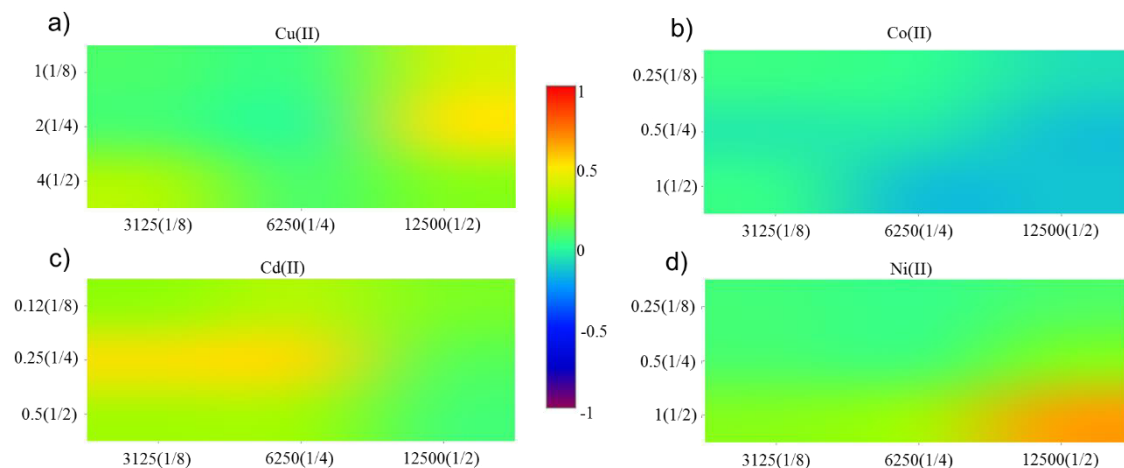 a)
Cu(II)
1(1/8)
2(1/4)
4(1/2)
3125(1/8) 6250(1/4) 12500(1/2)
b)
Co(II)
0.25(1/8)
0.5(1/4)
1(1/2)
3125(1/8) 6250(1/4) 12500(1/2)
1
0.5
0
-0.5
-1
c)
Cd(II)
0.12(1/8)
0.25(1/4)
0.5(1/2)
3125(1/8) 6250(1/4) 12500(1/2)
d)
Ni(II)
0.25(1/8)
0.5(1/4)
1(1/2)
3125(1/8) 6250(1/4) 12500(1/2)